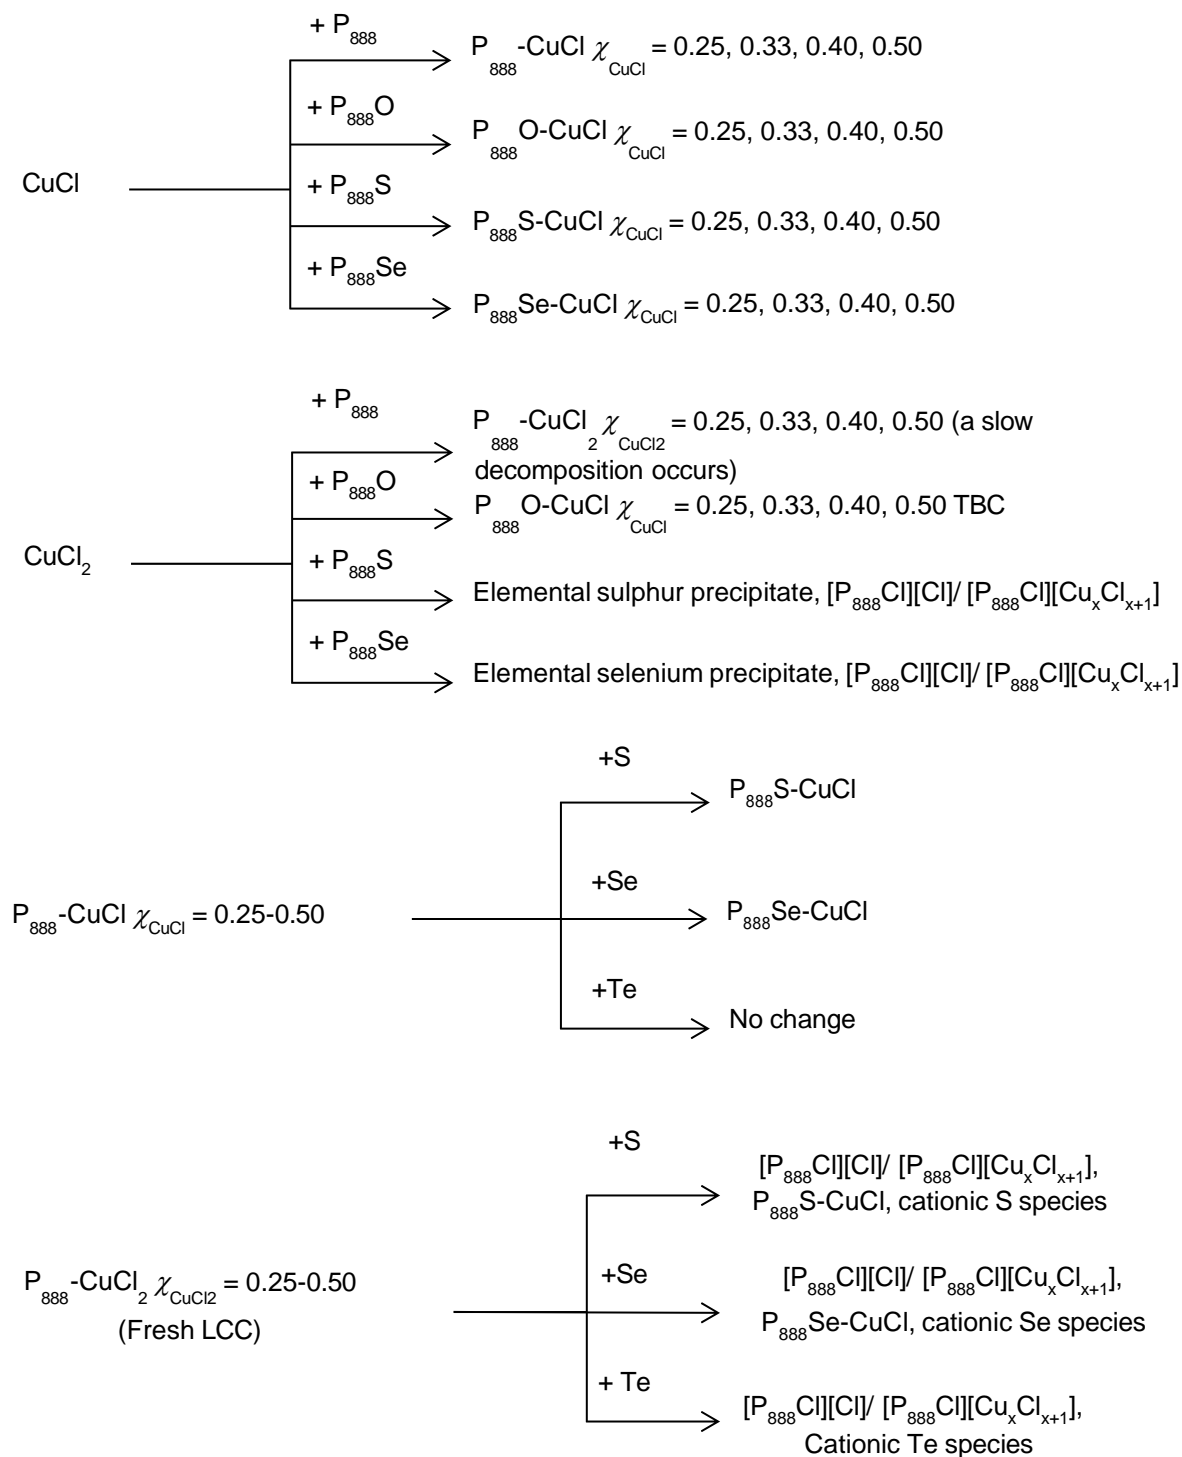 + P888
P888-CuCl χCuCl = 0.25, 0.33, 0.40, 0.50
+ P888O
P888O-CuCl χCuCl = 0.25, 0.33, 0.40, 0.50
CuCl
+ P888S
P888S-CuCl χCuCl = 0.25, 0.33, 0.40, 0.50
+ P888Se
P888Se-CuCl χCuCl = 0.25, 0.33, 0.40, 0.50
+ P888
P888-CuCl2 χCuCl2 = 0.25, 0.33, 0.40, 0.50 (a slow
decomposition occurs)
+ P888O
P888O-CuCl χCuCl = 0.25, 0.33, 0.40, 0.50 TBC
CuCl2
+ P888S
Elemental sulphur precipitate, [P888Cl][Cl]/ [P888Cl][CuxClx+1]
+ P888Se
Elemental selenium precipitate, [P888Cl][Cl]/ [P888Cl][CuxClx+1]
+S
P888S-CuCl
+Se
P888-CuCl χCuCl = 0.25-0.50
P888Se-CuCl
+Te
No change
+S
[P888Cl][Cl]/ [P888Cl][CuxClx+1],
P888S-CuCl, cationic S species
P888-CuCl2 χCuCl2 = 0.25-0.50
(Fresh LCC)
+Se
[P888Cl][Cl]/ [P888Cl][CuxClx+1],
P888Se-CuCl, cationic Se species
+ Te
[P888Cl][Cl]/ [P888Cl][CuxClx+1],
Cationic Te species